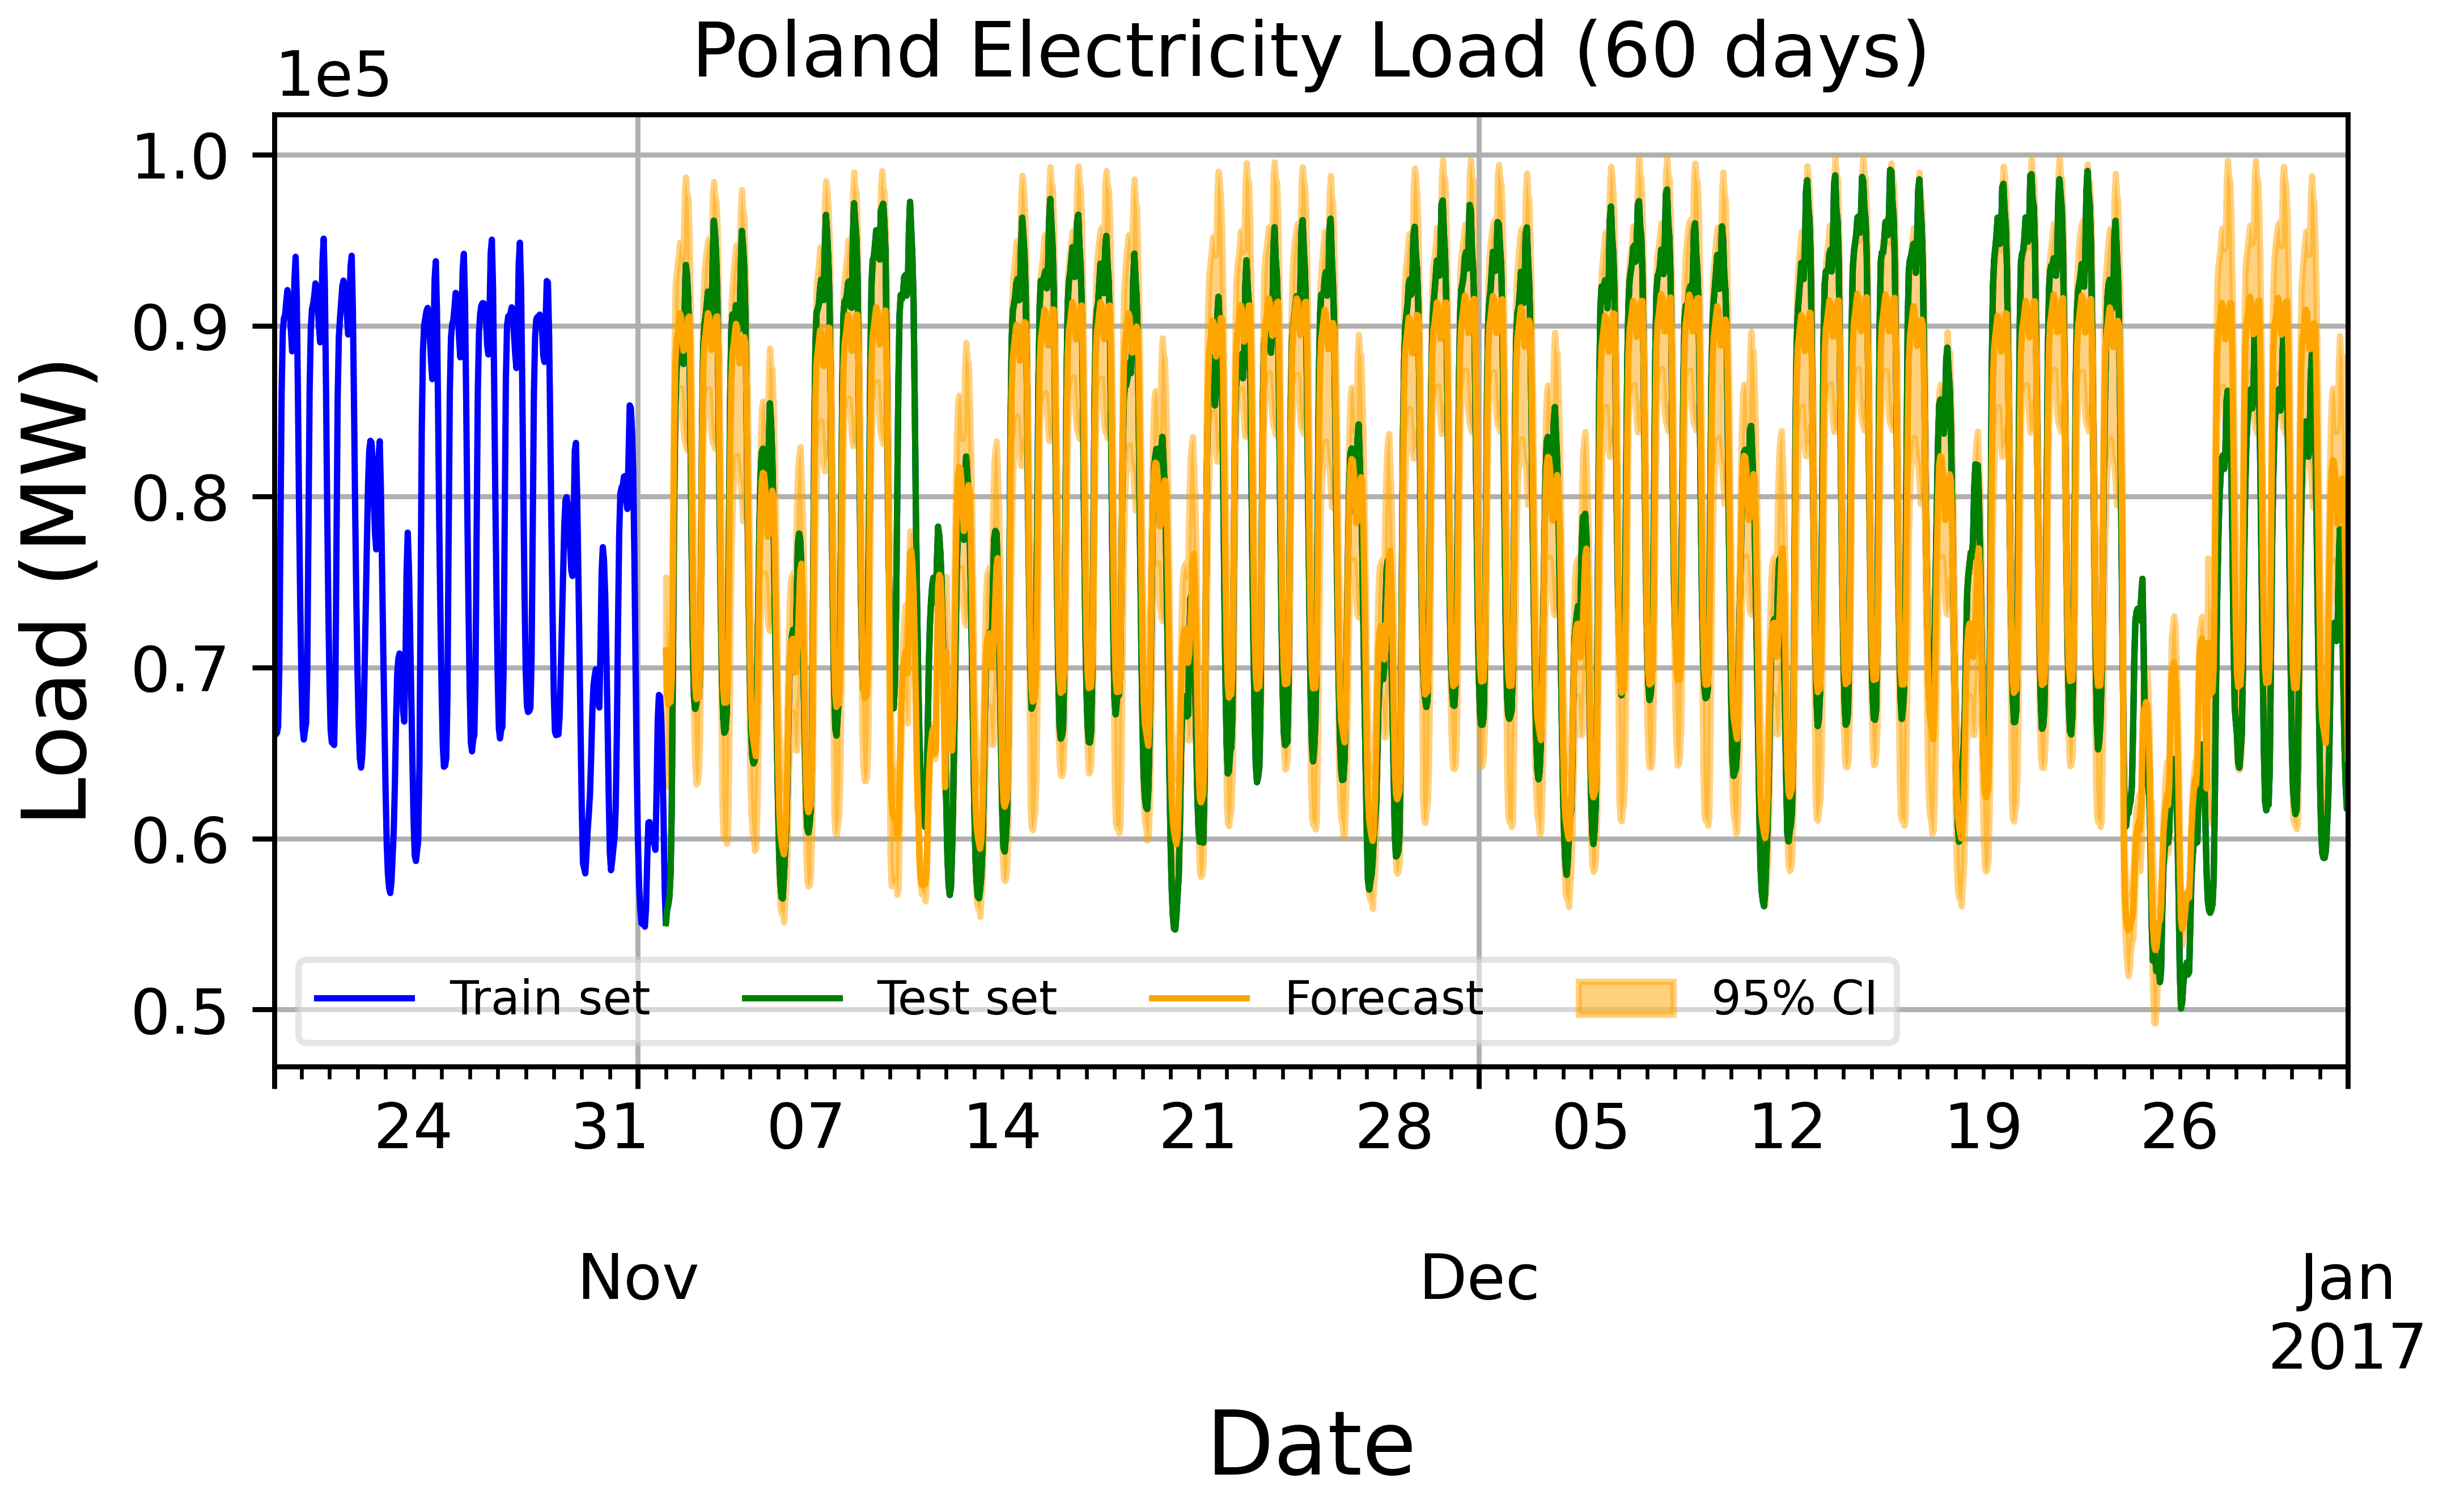 Poland Electricity Load (60 days)
1e5
1.0
0.9
0.8
0.7
0.6
0.5
Load (MW)
Train set
Test set
Forecast
95% CI
24
31
07
14
21
28
05
12
19
26
Nov
Dec
Jan
2017
Date